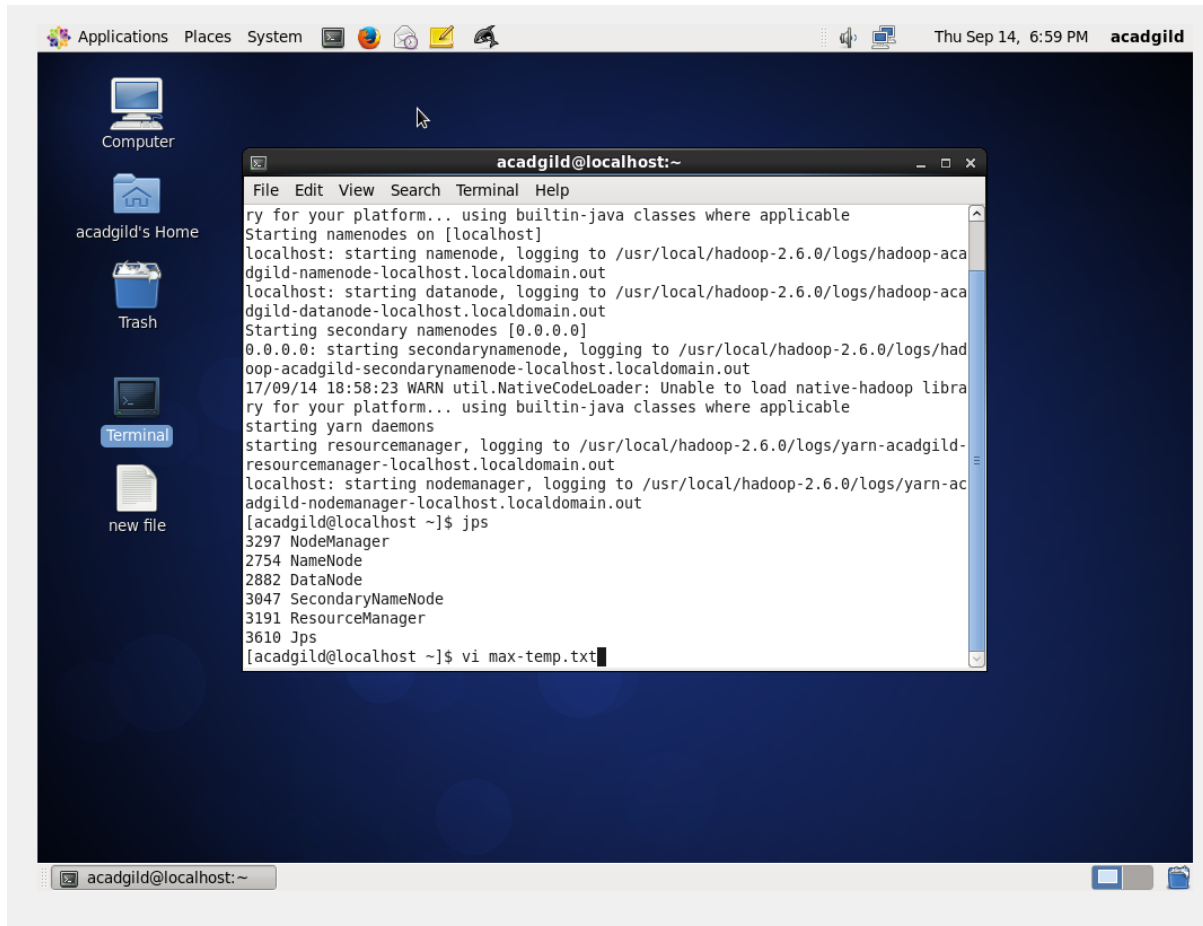 Applications Places System Thu Sep 14, 6:59 PM acadgild
Computer
acadgild's Home
Trash
Terminal
new file
acadgild@localhost:~
File Edit View Search Terminal Help
ry for your platform... using builtin-java classes where applicable
Starting namenodes on [localhost]
localhost: starting namenode, logging to /usr/local/hadoop-2.6.0/logs/hadoop-aca
dgild-namenode-localhost.localdomain.out
localhost: starting datanode, logging to /usr/local/hadoop-2.6.0/logs/hadoop-aca
dgild-datanode-localhost.localdomain.out
Starting secondary namenodes [0.0.0.0]
0.0.0.0: starting secondarynamenode, logging to /usr/local/hadoop-2.6.0/logs/had
oop-acadgild-secondarynamenode-localhost.localdomain.out
17/09/14 18:58:23 WARN util.NativeCodeLoader: Unable to load native-hadoop libra
ry for your platform... using builtin-java classes where applicable
starting yarn daemons
starting resourcemanager, logging to /usr/local/hadoop-2.6.0/logs/yarn-acadgild-
resourcemanager-localhost.localdomain.out
localhost: starting nodemanager, logging to /usr/local/hadoop-2.6.0/logs/yarn-ac
adgild-nodemanager-localhost.localdomain.out
[acadgild@localhost ~]$ jps
3297 NodeManager
2754 NameNode
2882 DataNode
3047 SecondaryNameNode
3191 ResourceManager
3610 Jps
[acadgild@localhost ~]$ vi max-temp.txt
acadgild@localhost:~